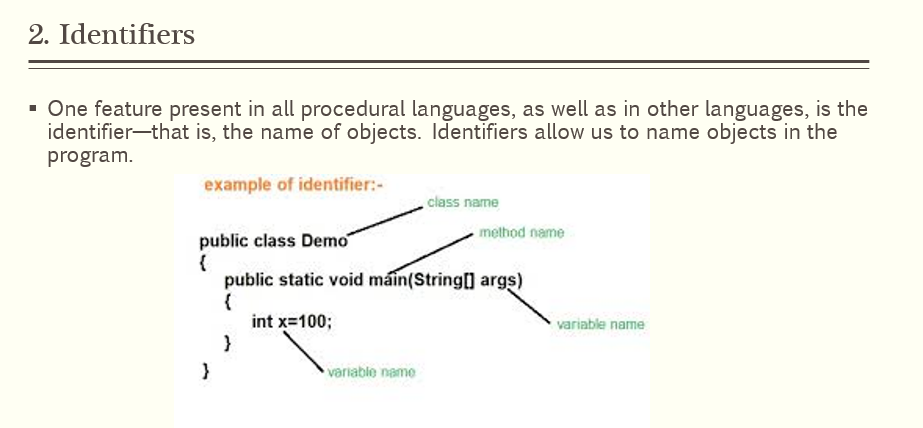 2. Identifiers
▪ One feature present in all procedural languages, as well as in other languages, is the
identifier—that is, the name of objects. Identifiers allow us to name objects in the
program.
example of identifier:-
class name
public class Demo
method name
{
public static void main(String[] args)
{
int x=100;
variable name
}
}
variable name